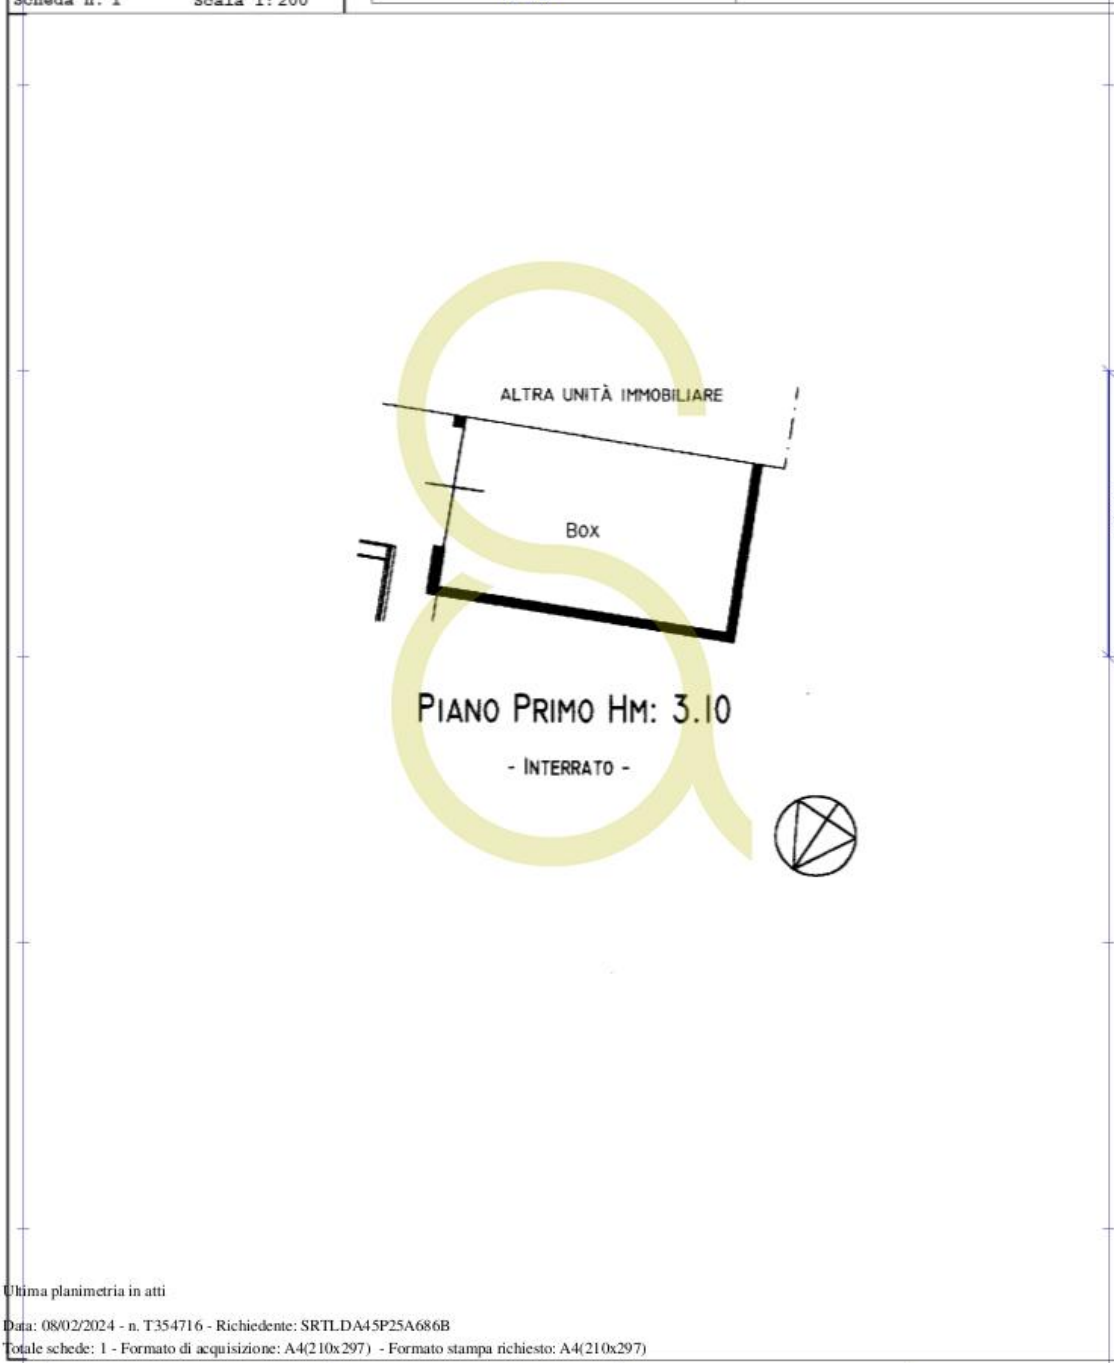 Scheda n. 1 Scala 1:200
ALTRA UNITÀ IMMOBILIARE
Box
PIANO PRIMO HM: 3.10
- INTERRATO -
Ultima planimetria in atti
Data: 08/02/2024 - n. T354716 - Richiedente: SRTLDA45P25A686B
Totale schede: 1 - Formato di acquisizione: A4(210x297) - Formato stampa richiesto: A4(210x297)